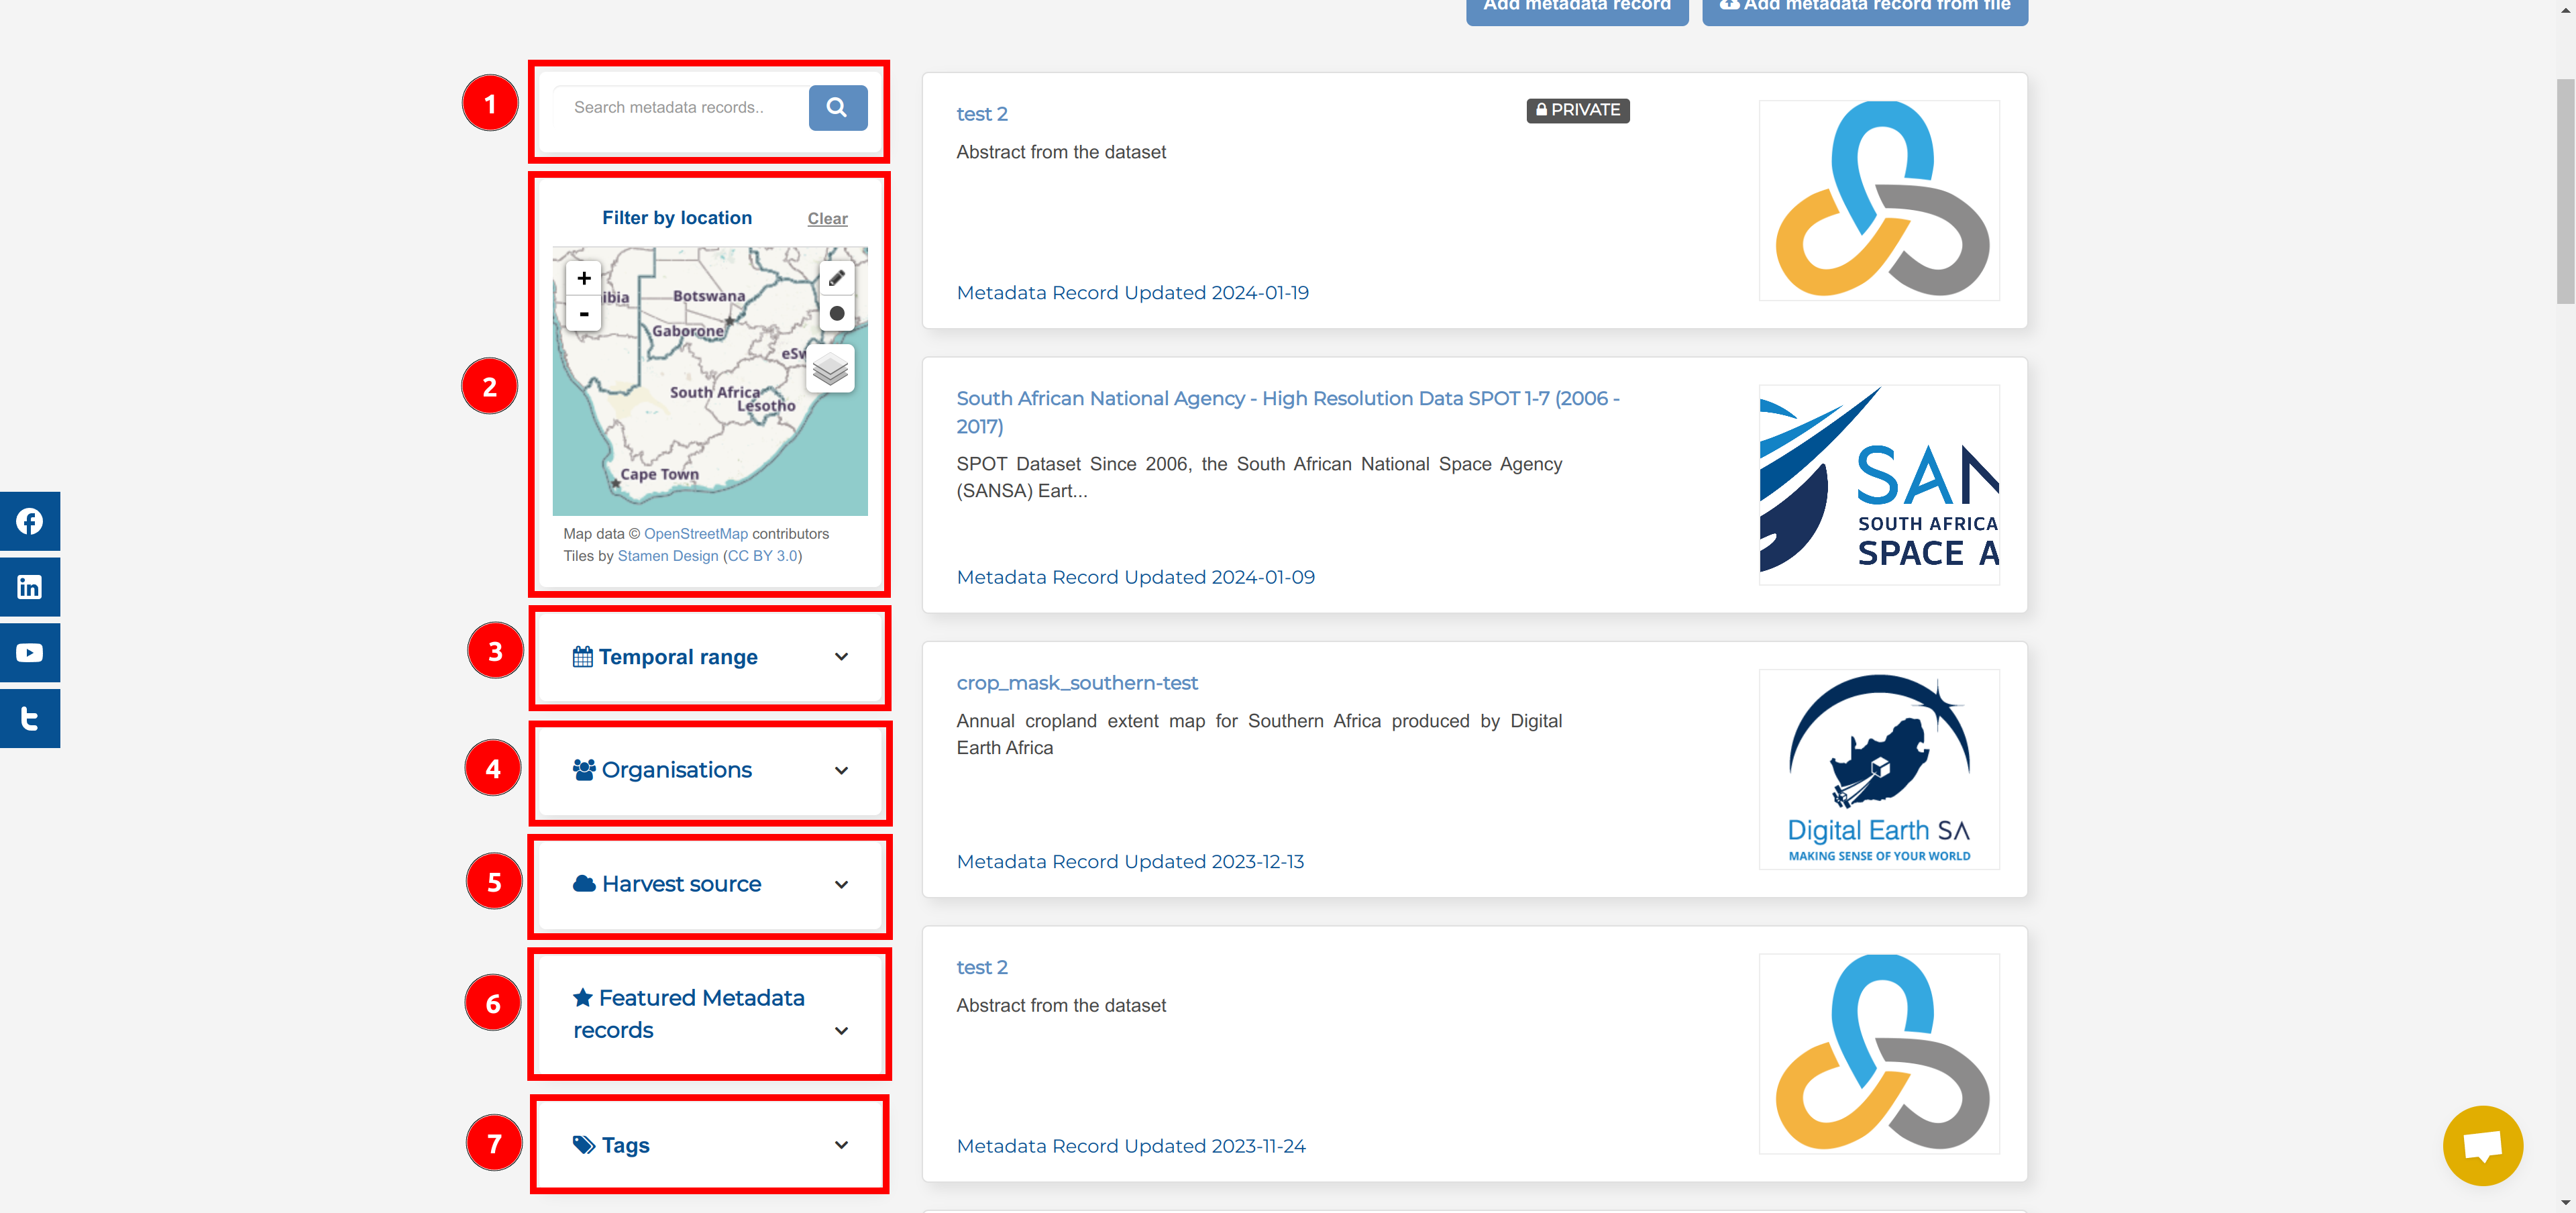 Add metadata record
Add metadata record from file
1
Search metadata records..
2
Filter by location
Clear
+
-
ibia
Botswana
Gaborone
eSw
South Africa
Lesotho
Cape Town
Map data © OpenStreetMap contributors
Tiles by Stamen Design (CC BY 3.0)
3
Temporal range
4
Organisations
5
Harvest source
6
Featured Metadata
records
7
Tags
test 2
PRIVATE
Abstract from the dataset
Metadata Record Updated 2024-01-19
South African National Agency - High Resolution Data SPOT 1-7 (2006 -
2017)
SPOT Dataset Since 2006, the South African National Space Agency
(SANSA) Eart...
Metadata Record Updated 2024-01-09
SAN
SOUTH AFRICA
SPACE A
crop_mask_southern-test
Annual cropland extent map for Southern Africa produced by Digital
Earth Africa
Metadata Record Updated 2023-12-13
Digital Earth SA
MAKING SENSE OF YOUR WORLD
test 2
Abstract from the dataset
Metadata Record Updated 2023-11-24